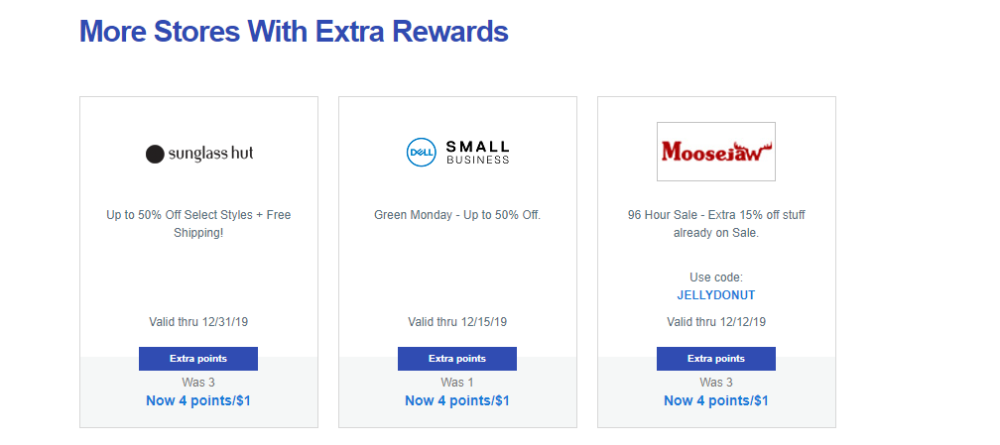 More Stores With Extra Rewards
sunglass hut
Up to 50% Off Select Styles + Free
Shipping!
Valid thru 12/31/19
Extra points
Was 3
Now 4 points/$1
DELL
SMALL
BUSINESS
Green Monday - Up to 50% Off.
Valid thru 12/15/19
Extra points
Was 1
Now 4 points/$1
Moosejaw
96 Hour Sale - Extra 15% off stuff
already on Sale.
Use code:
JELLYDONUT
Valid thru 12/12/19
Extra points
Was 3
Now 4 points/$1